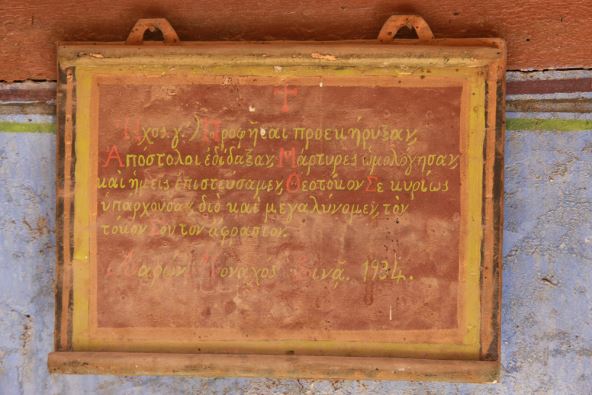 Ἦχος γ.) Προφῆται προεκήρυξαν,
Ἀπόστολοι ἐδίδαξαν, Μάρτυρες ὡμολόγησαν,
καὶ ἡμεῖς ἐπιστεύσαμεν, Θεοτόκον Σε κυρίως
ὑπάρχουσαν, διὸ καὶ μεγαλύνομεν, τὸν
τόκον Σου τὸν ἄφραστον.
Ἀαρὼν Μοναχός Σινᾶ. 1934.